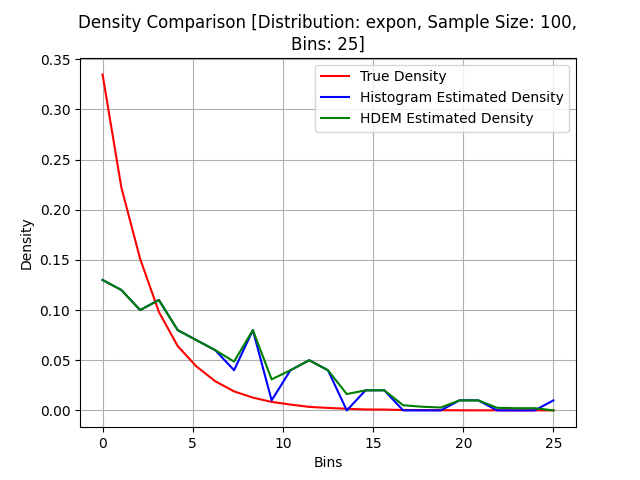 Density Comparison [Distribution: expon, Sample Size: 100,
Bins: 25]
True Density
Histogram Estimated Density
HDEM Estimated Density
Density
0.35
0.30
0.25
0.20
0.15
0.10
0.05
0.00
0 5 10 15 20 25
Bins